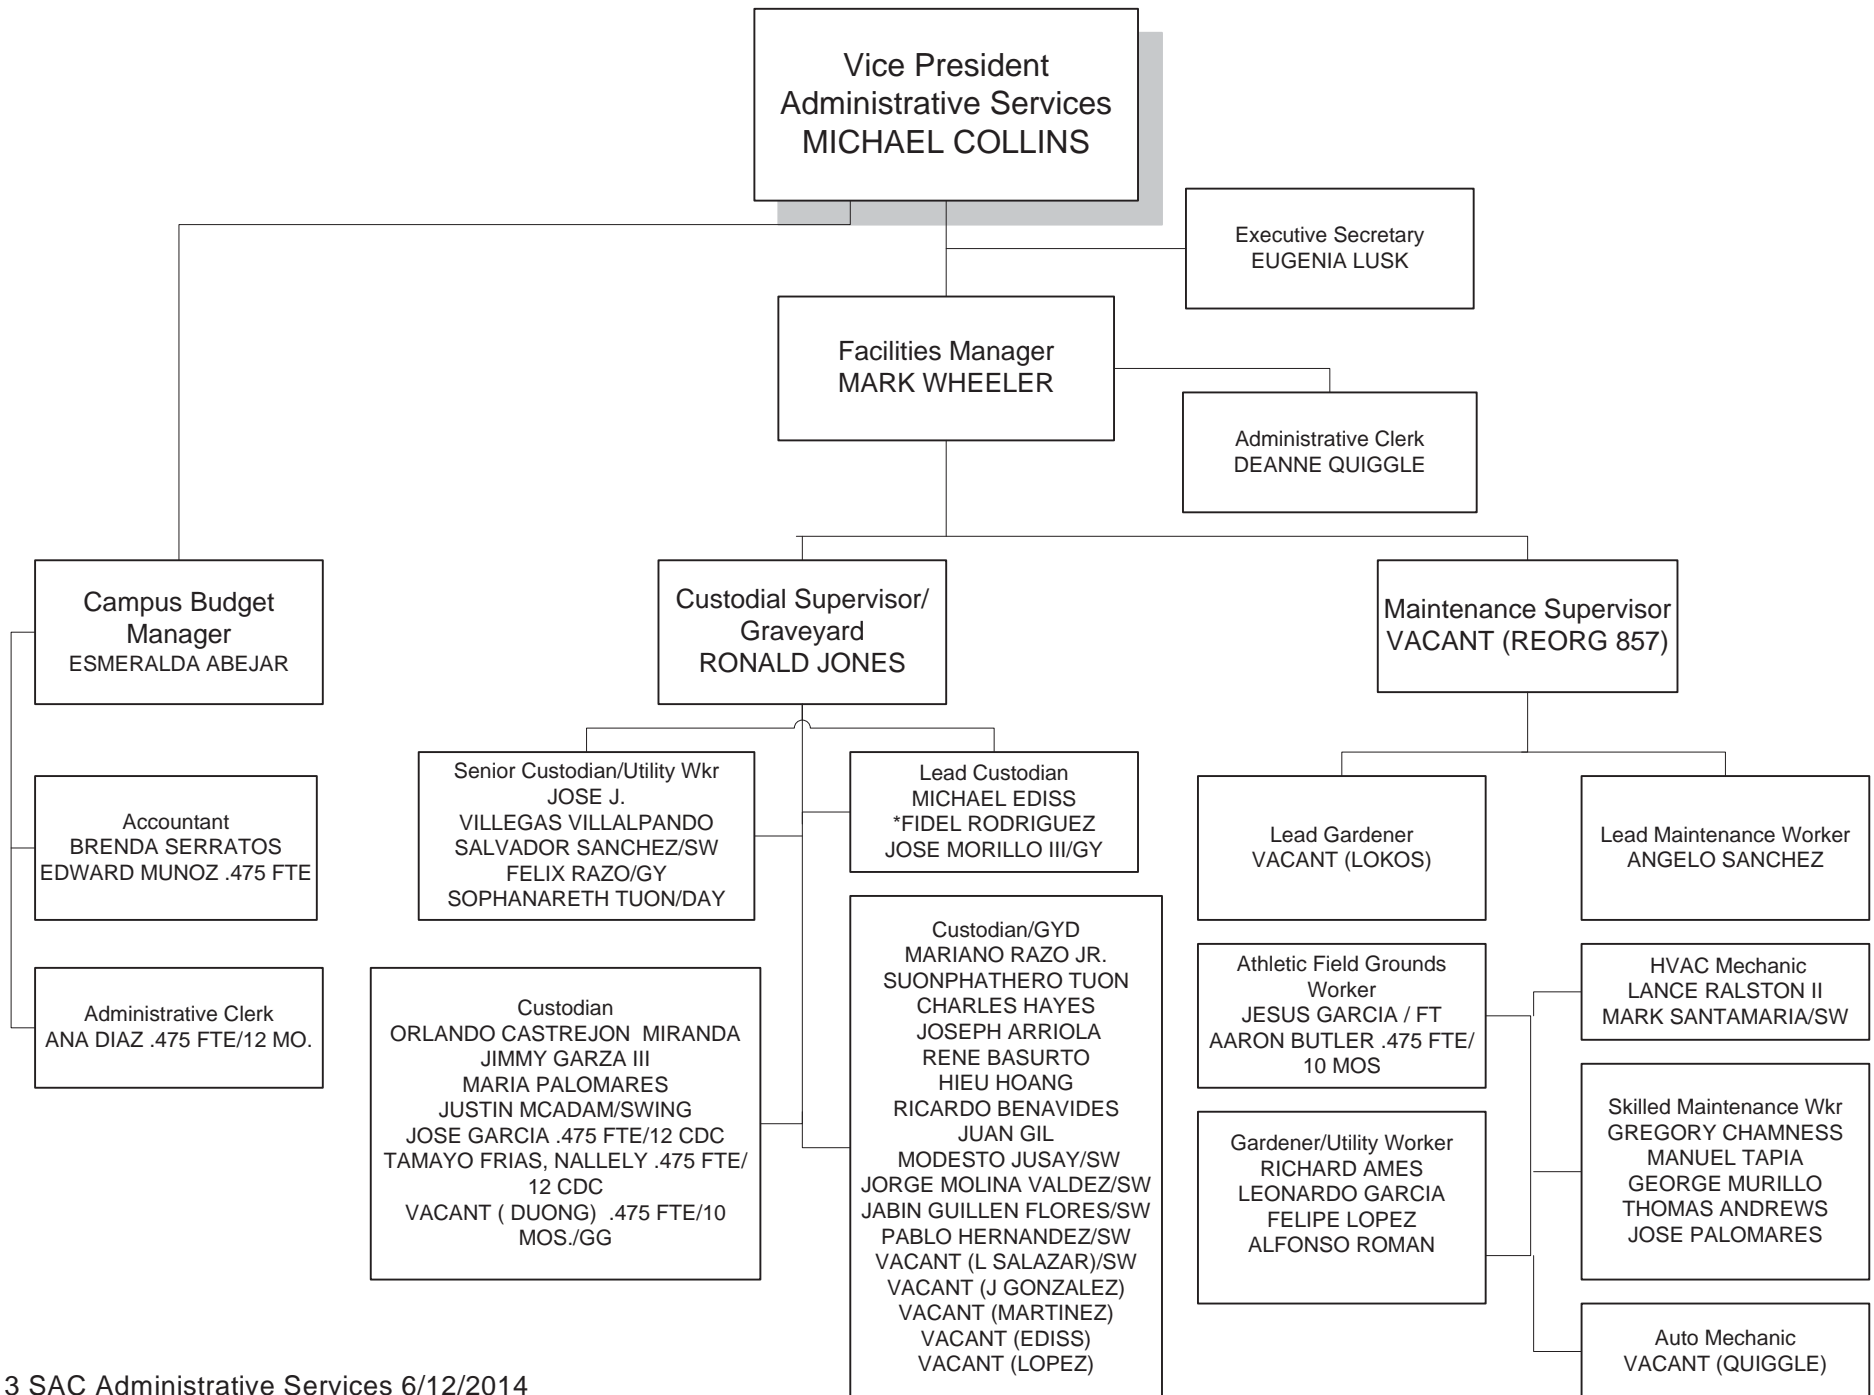 Vice President
Administrative Services
MICHAEL COLLINS
Executive Secretary
EUGENIA LUSK
Facilities Manager
MARK WHEELER
Administrative Clerk
DEANNE QUIGGLE
Campus Budget
Manager
ESMERALDA ABEJAR
Custodial Supervisor/
Graveyard
RONALD JONES
Maintenance Supervisor
VACANT (REORG 857)
Accountant
BRENDA SERRATOS
EDWARD MUNOZ .475 FTE
Administrative Clerk
ANA DIAZ .475 FTE/12 MO.
Senior Custodian/Utility Wkr
JOSE J.
VILLEGAS VILLALPANDO
SALVADOR SANCHEZ/SW
FELIX RAZO/GY
SOPHANARETH TUON/DAY
Lead Custodian
MICHAEL EDISS
*FIDEL RODRIGUEZ
JOSE MORILLO III/GY
Custodian
ORLANDO CASTREJON  MIRANDA
JIMMY GARZA III
MARIA PALOMARES
JUSTIN MCADAM/SWING
JOSE GARCIA .475 FTE/12 CDC
TAMAYO FRIAS, NALLELY .475 FTE/
12 CDC
VACANT ( DUONG)  .475 FTE/10
MOS./GG
Custodian/GYD
MARIANO RAZO JR.
SUONPHATHERO TUON
CHARLES HAYES
JOSEPH ARRIOLA
RENE BASURTO
HIEU HOANG
RICARDO BENAVIDES
JUAN GIL
MODESTO JUSAY/SW
JORGE MOLINA VALDEZ/SW
JABIN GUILLEN FLORES/SW
PABLO HERNANDEZ/SW
VACANT (L SALAZAR)/SW
VACANT (J GONZALEZ)
VACANT (MARTINEZ)
VACANT (EDISS)
VACANT (LOPEZ)
Lead Gardener
VACANT (LOKOS)
Lead Maintenance Worker
ANGELO SANCHEZ
Athletic Field Grounds
Worker
JESUS GARCIA / FT
AARON BUTLER .475 FTE/
10 MOS
HVAC Mechanic
LANCE RALSTON II
MARK SANTAMARIA/SW
Gardener/Utility Worker
RICHARD AMES
LEONARDO GARCIA
FELIPE LOPEZ
ALFONSO ROMAN
Skilled Maintenance Wkr
GREGORY CHAMNESS
MANUEL TAPIA
GEORGE MURILLO
THOMAS ANDREWS
JOSE PALOMARES
Auto Mechanic
VACANT (QUIGGLE)
3 SAC Administrative Services 6/12/2014